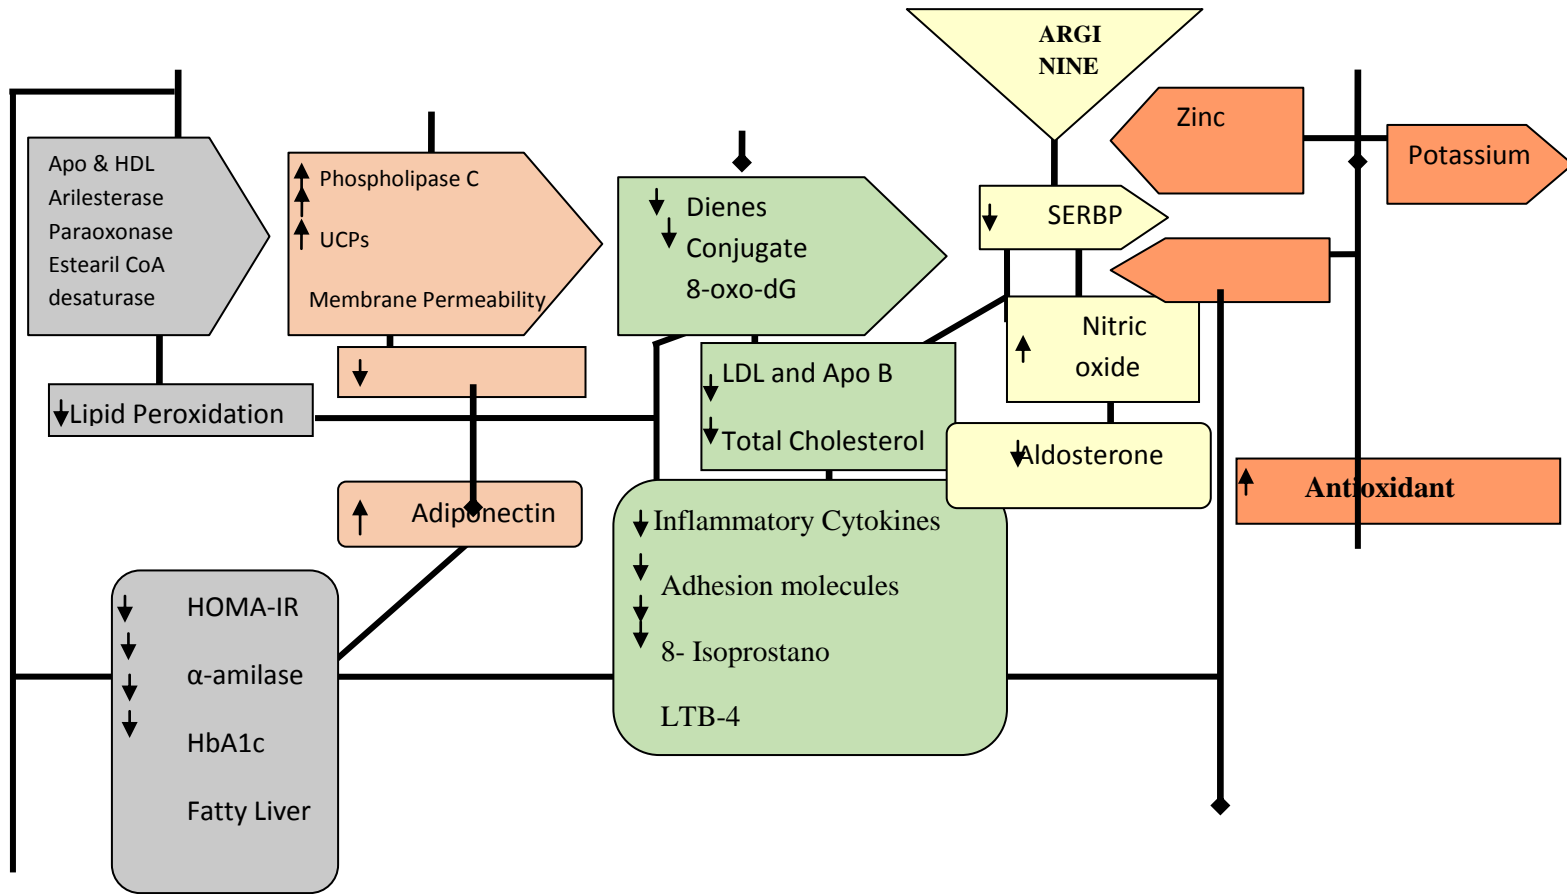 ARGI
NINE
Zinc
Potassium
Apo & HDL
Arilesterase
Paraoxonase
Estearil CoA
desaturase
Phospholipase C
UCPs
Membrane Permeability
Dienes
Conjugate
8-oxo-dG
SERBP
Nitric
oxide
LDL and Apo B
Total Cholesterol
Lipid Peroxidation
Aldosterone
Antioxidant
Adiponectin
Inflammatory Cytokines
Adhesion molecules
8- Isoprostano
LTB-4
HOMA-IR
α-amilase
HbA1c
Fatty Liver